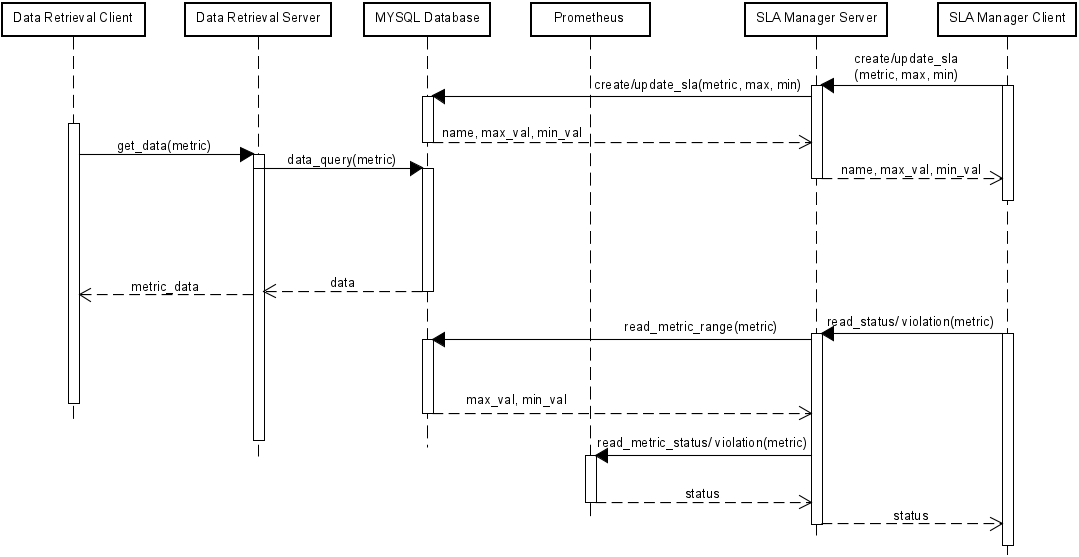 Data Retrieval Client
Data Retrieval Server
MYSQL Database
Prometheus
SLA Manager Server
SLA Manager Client
create/update_sla
(metric, max, min)
create/update_sla(metric, max, min)
name, max_val, min_val
get_data(metric)
data_query(metric)
name, max_val, min_val
data
metric_data
read_status/ violation(metric)
read_metric_range(metric)
max_val, min_val
read_metric_status/ violation(metric)
status
status